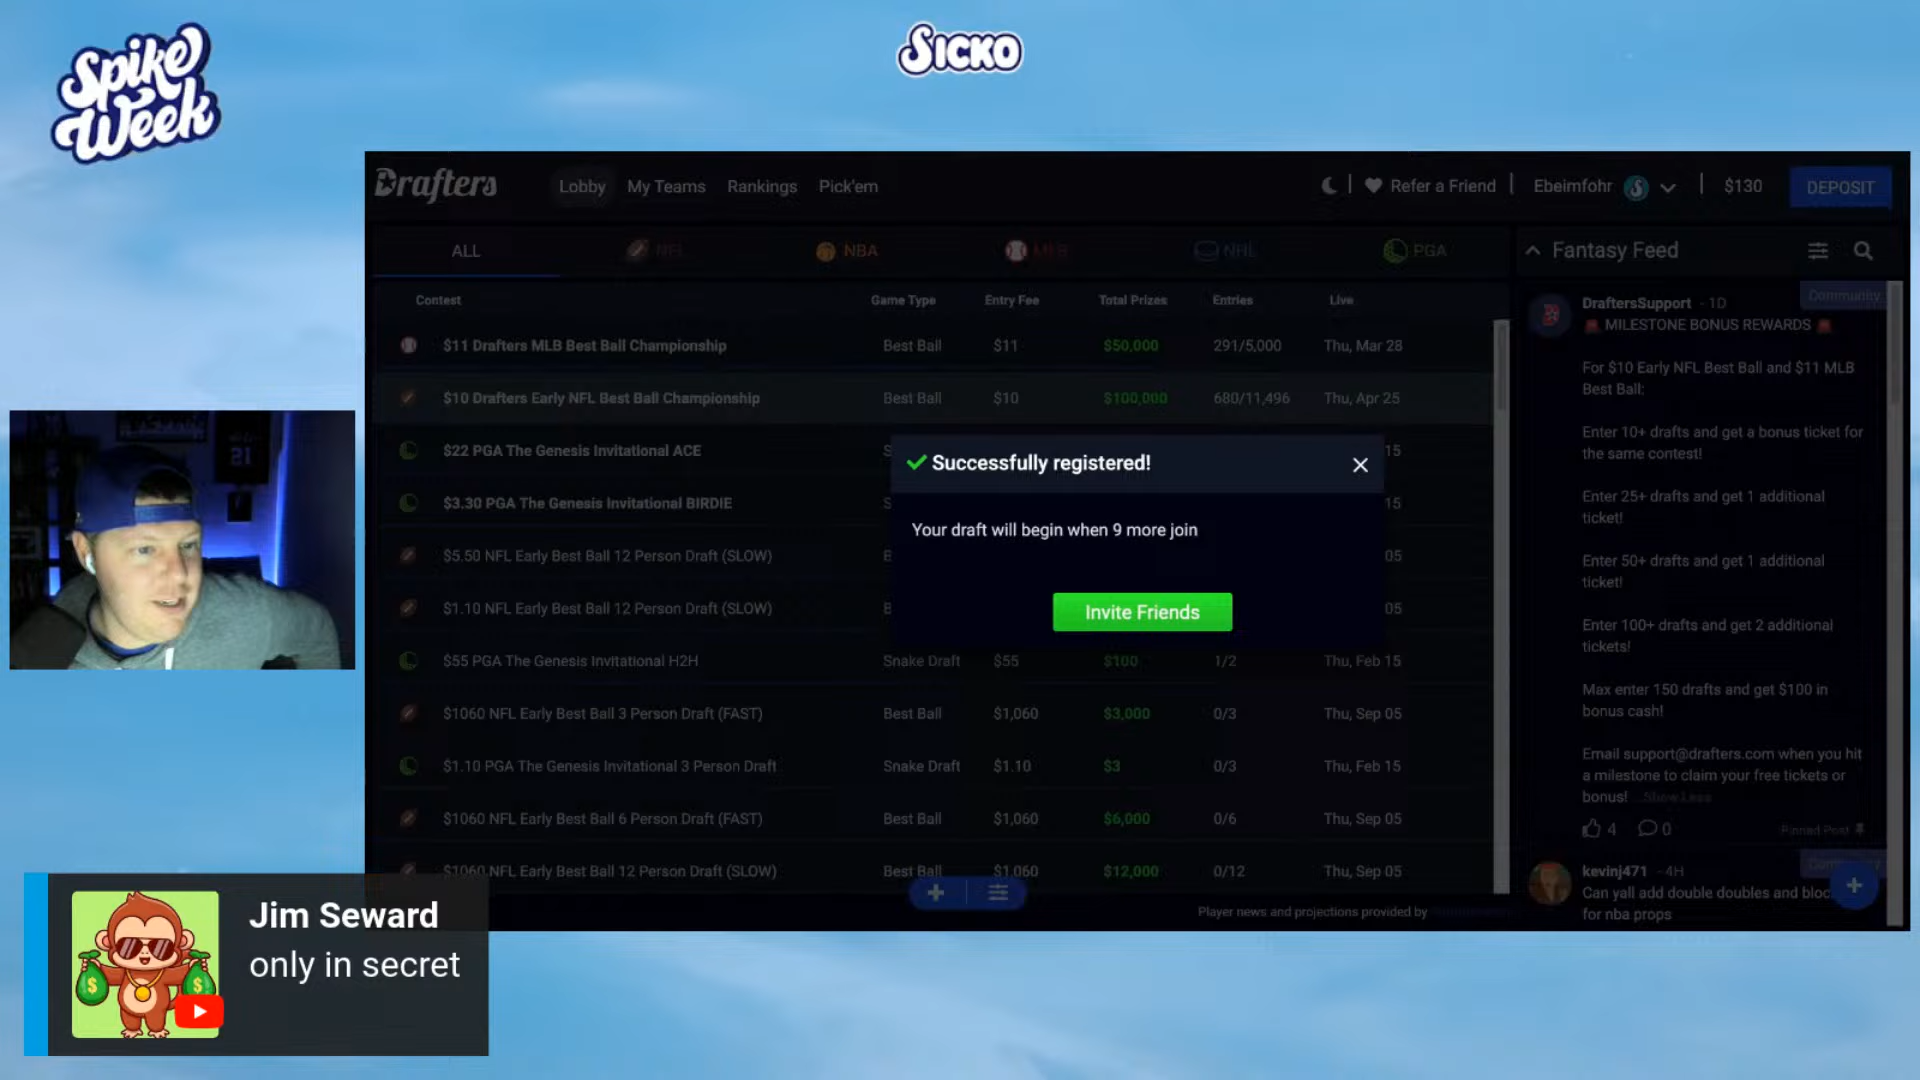 Spike Week
Sicko
Drafters
Lobby My Teams Rankings Pick'em
Refer a Friend Ebeimfohr $130 DEPOSIT
ALL NFL NBA MLB NHL PGA
Fantasy Feed
Contest Game Type Entry Fee Total Prizes Entries Live
$11 Drafters MLB Best Ball Championship Best Ball $11 $50,000 291/5,000 Thu, Mar 28
$10 Drafters Early NFL Best Ball Championship Best Ball $10 $100,000 680/11,496 Thu, Apr 25
$22 PGA The Genesis Invitational ACE S 15
$3.30 PGA The Genesis Invitational BIRDIE S 15
$5.50 NFL Early Best Ball 12 Person Draft (SLOW) B 05
$1.10 NFL Early Best Ball 12 Person Draft (SLOW) B 05
$55 PGA The Genesis Invitational H2H Snake Draft $55 $100 1/2 Thu, Feb 15
$1060 NFL Early Best Ball 3 Person Draft (FAST) Best Ball $1,060 $3,000 0/3 Thu, Sep 05
$1.10 PGA The Genesis Invitational 3 Person Draft Snake Draft $1.10 $3 0/3 Thu, Feb 15
$1060 NFL Early Best Ball 6 Person Draft (FAST) Best Ball $1,060 $6,000 0/6 Thu, Sep 05
$1060 NFL Early Best Ball 12 Person Draft (SLOW) Best Ball $1,060 $12,000 0/12 Thu, Sep 05
Player news and projections provided by
Successfully registered!
Your draft will begin when 9 more join
Invite Friends
Community
DraftersSupport - 1D
MILESTONE BONUS REWARDS
For $10 Early NFL Best Ball and $11 MLB
Best Ball:
Enter 10+ drafts and get a bonus ticket for
the same contest!
Enter 25+ drafts and get 1 additional
ticket!
Enter 50+ drafts and get 1 additional
ticket!
Enter 100+ drafts and get 2 additional
tickets!
Max enter 150 drafts and get $100 in
bonus cash!
Email support@drafters.com when you hit
a milestone to claim your free tickets or
bonus! Show Less
4 0 Pinned Post
kevinj471 - 4H
Can yall add double doubles and bloc
for nba props
21
Jim Seward
only in secret